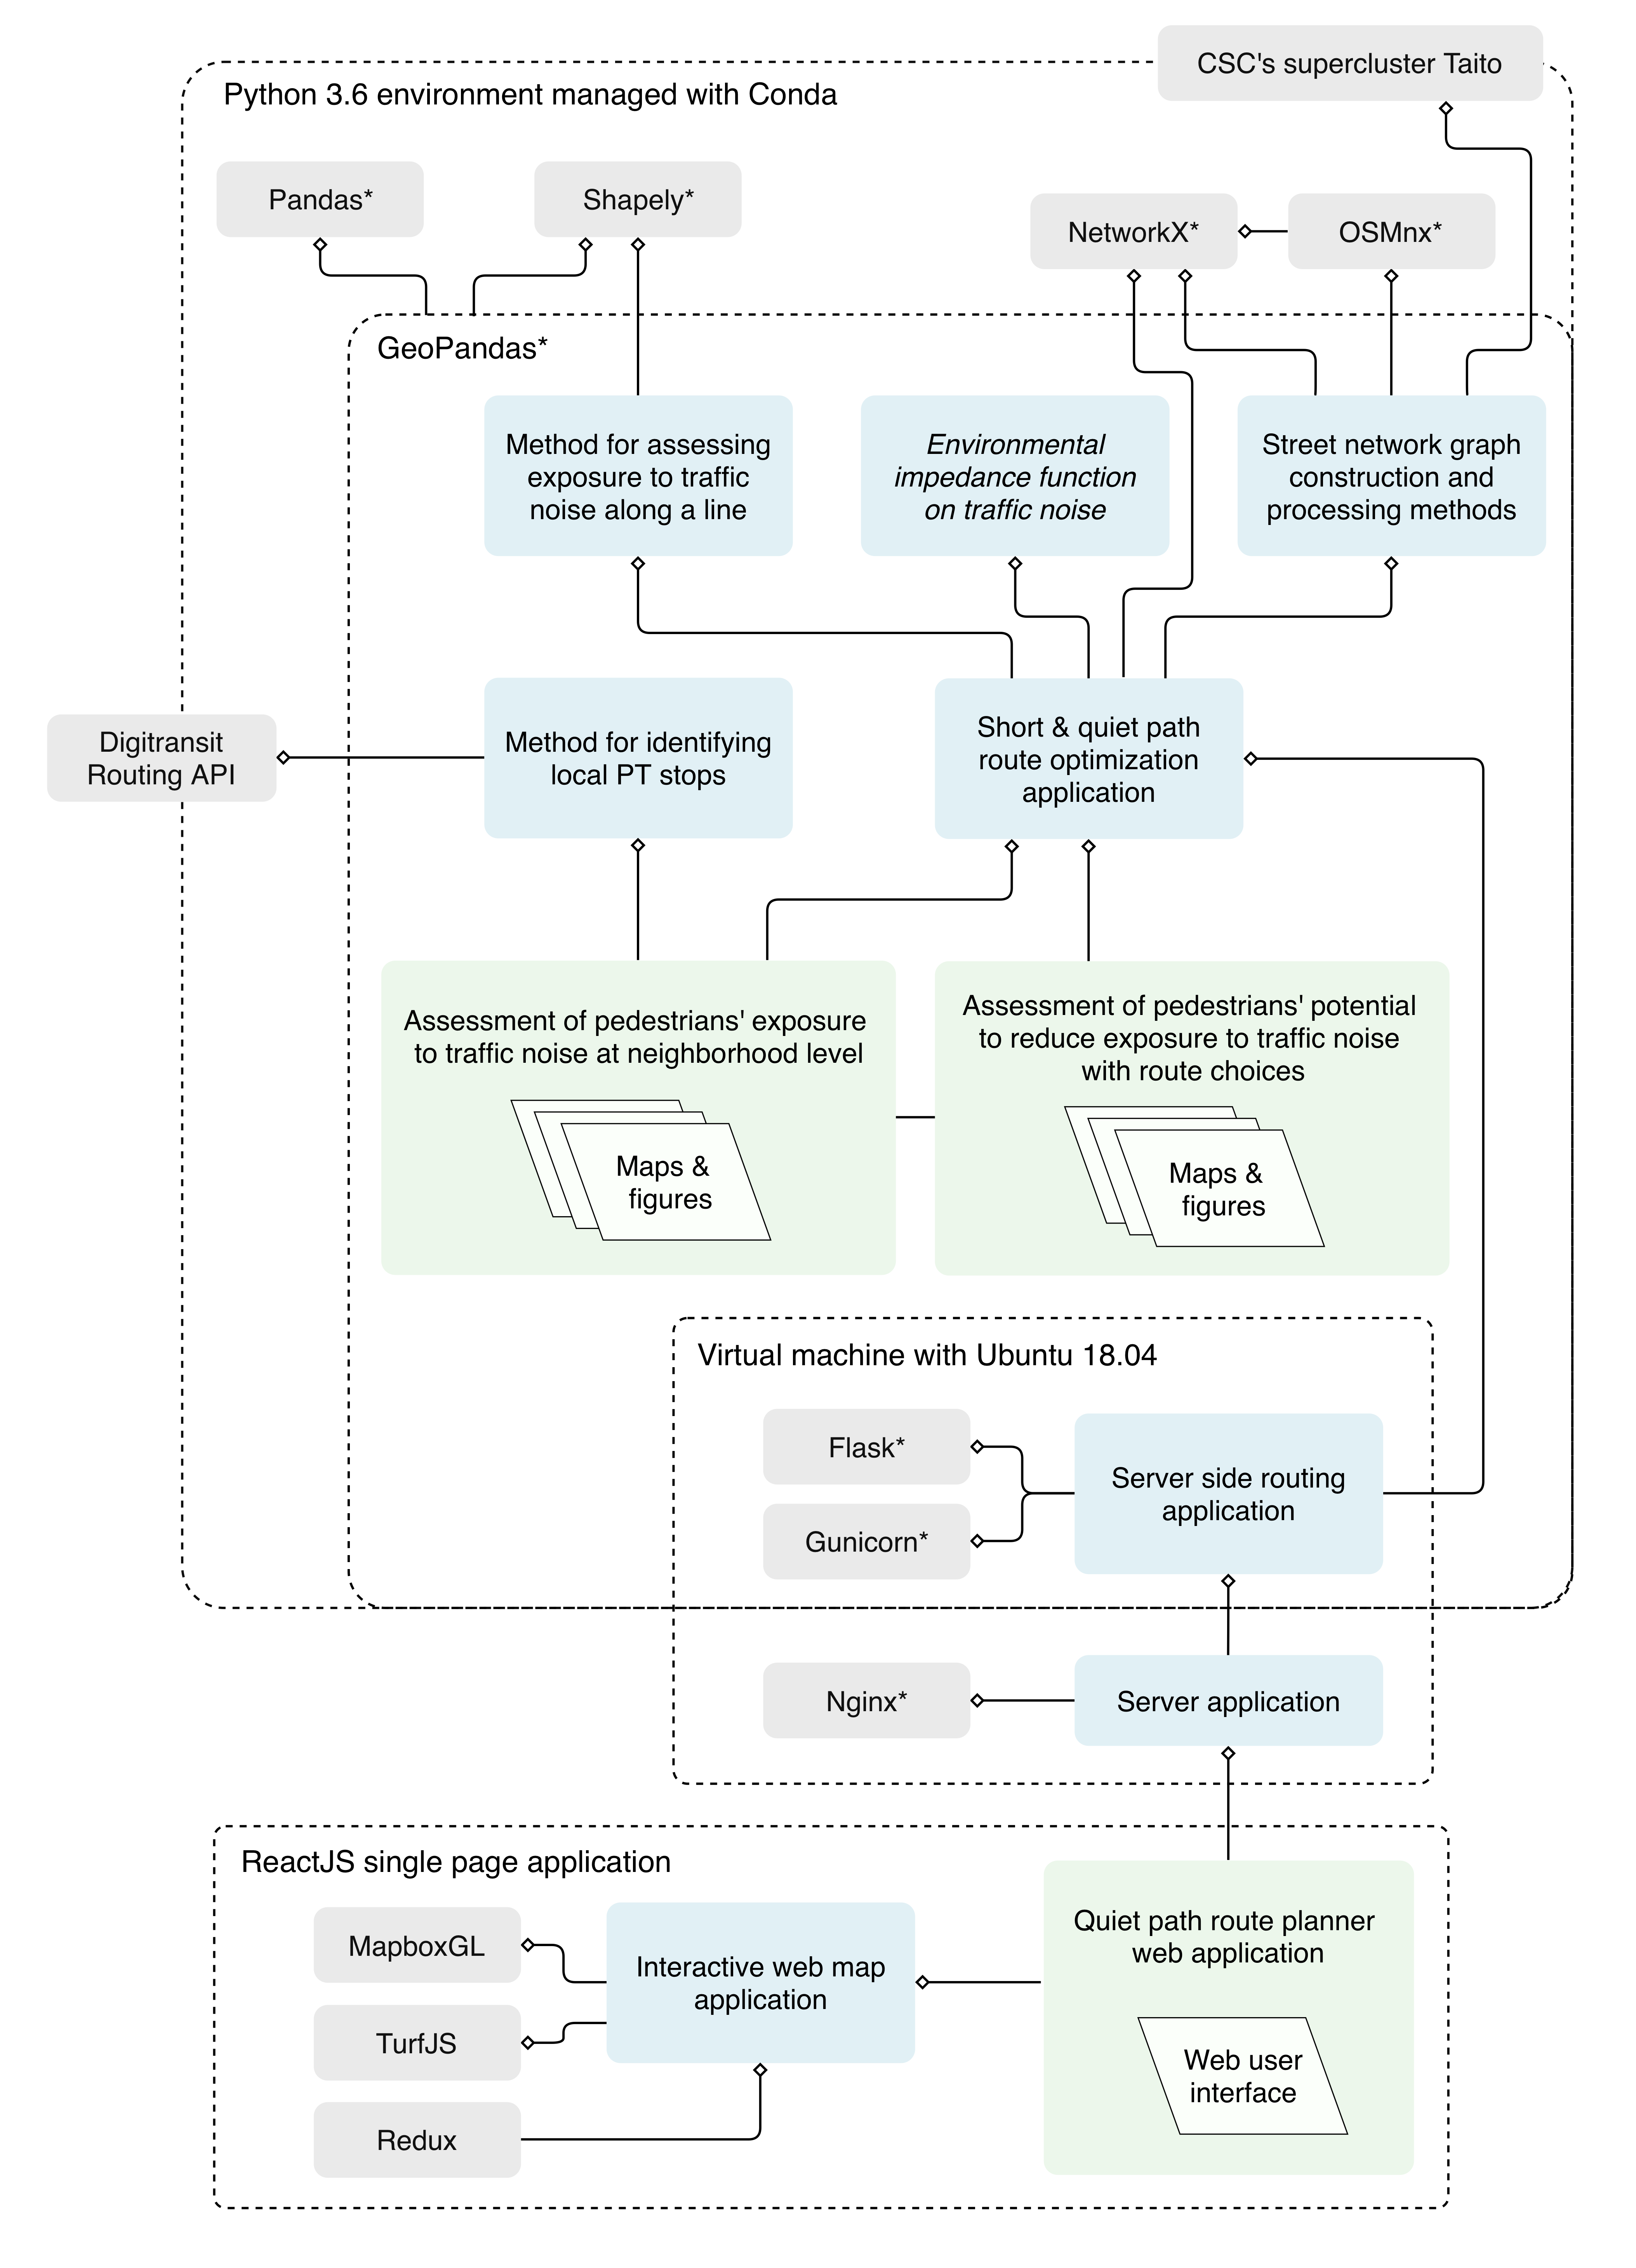 CSC's supercluster Taito
Python 3.6 environment managed with Conda
Pandas*
Shapely*
NetworkX*
OSMnx*
GeoPandas*
Method for assessing
exposure to traffic
noise along a line
Environmental
impedance function
on traffic noise
Street network graph
construction and
processing methods
Digitransit
Routing API
Method for identifying
local PT stops
Short & quiet path
route optimization
application
Assessment of pedestrians' exposure
to traffic noise at neighborhood level
Maps &
figures
Assessment of pedestrians' potential
to reduce exposure to traffic noise
with route choices
Maps &
figures
Virtual machine with Ubuntu 18.04
Flask*
Gunicorn*
Server side routing
application
Nginx*
Server application
ReactJS single page application
MapboxGL
TurfJS
Redux
Interactive web map
application
Quiet path route planner
web application
Web user
interface